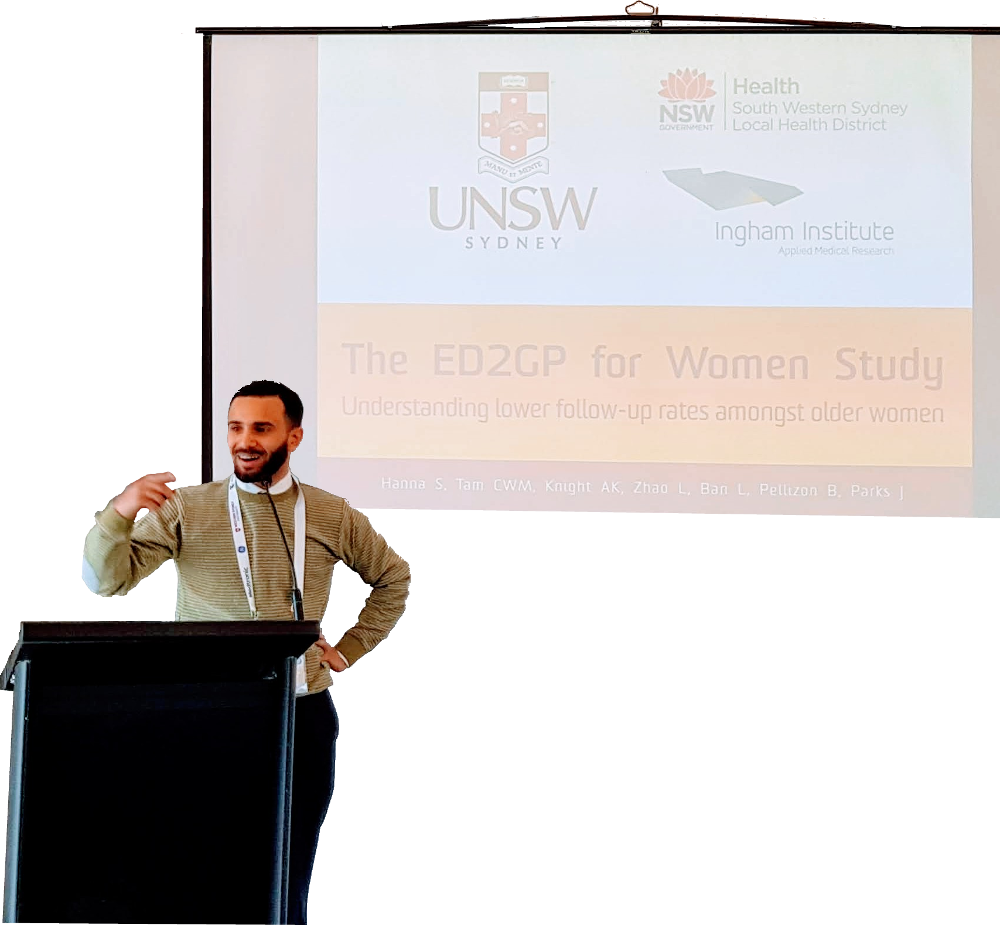 MANU ET MENTE
UNSW
SYDNEY
NSW
GOVERNMENT
Health
South Western Sydney
Local Health District
Ingham Institute
Applied Medical Research
The ED2GP for Women Study
Understanding lower follow-up rates amongst older women
Hanna S, Tam CWM, Knight AK, Zhao L, Ban L, Pellizon B, Parks J
Medtronic